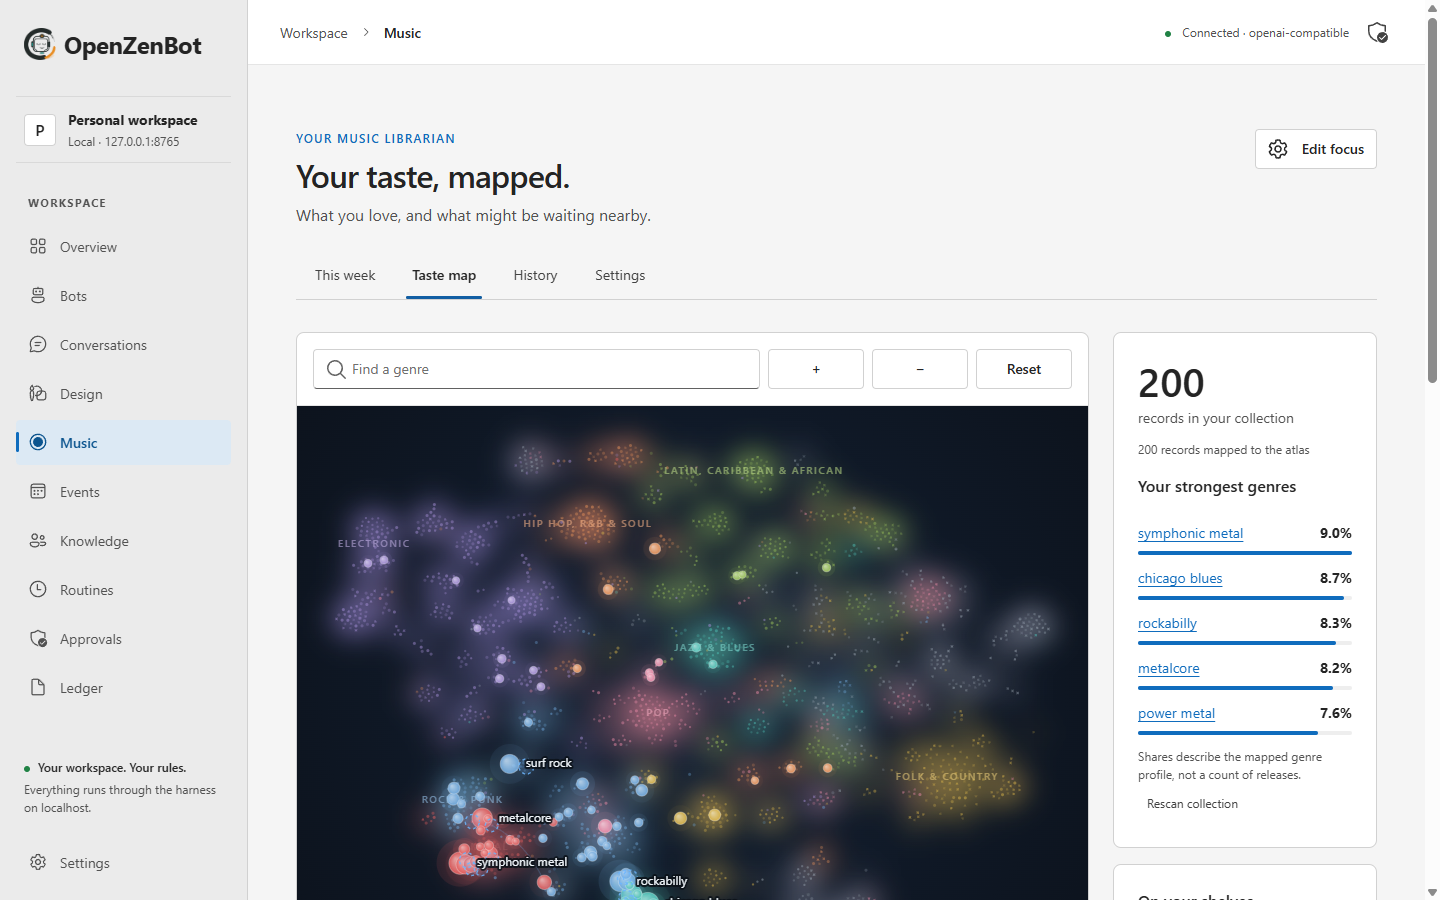 OpenZenBot
P
Personal workspace
Local · 127.0.0.1:8765
WORKSPACE
Overview
Bots
Conversations
Design
Music
Events
Knowledge
Routines
Approvals
Ledger
Your workspace. Your rules.
Everything runs through the harness
on localhost.
Settings
Workspace > Music
Connected · openai-compatible
YOUR MUSIC LIBRARIAN
Your taste, mapped.
What you love, and what might be waiting nearby.
Edit focus
This week
Taste map
History
Settings
Find a genre
+
−
Reset
LATIN, CARIBBEAN & AFRICAN
HIP HOP, R&B & SOUL
ELECTRONIC
JAZZ & BLUES
POP
FOLK & COUNTRY
surf rock
ROCK & PUNK
metalcore
symphonic metal
rockabilly
200
records in your collection
200 records mapped to the atlas
Your strongest genres
symphonic metal 9.0%
chicago blues 8.7%
rockabilly 8.3%
metalcore 8.2%
power metal 7.6%
Shares describe the mapped genre
profile, not a count of releases.
Rescan collection
On your shelves